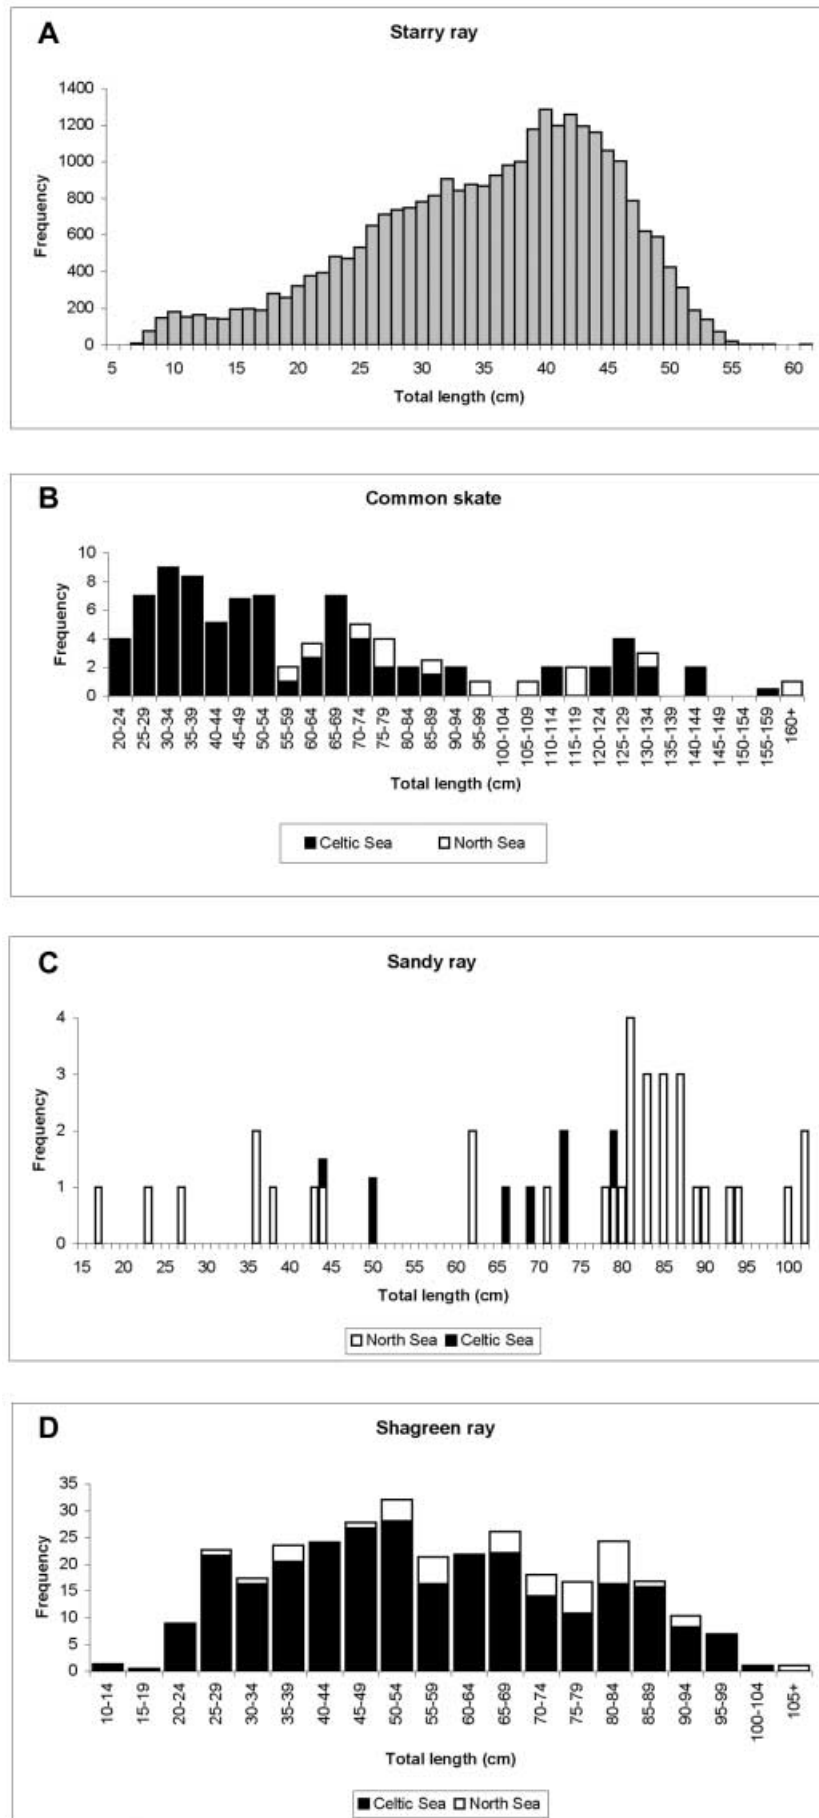 A
Starry ray
1400
1200
1000
800
600
400
200
0
Frequency
5 10 15 20 25 30 35 40 45 50 55 60
Total length (cm)
B
Common skate
10
8
6
4
2
0
Frequency
20-24 25-29 30-34 35-39 40-44 45-49 50-54 55-59 60-64 65-69 70-74 75-79 80-84 85-89 90-94 95-99 100-104 105-109 110-114 115-119 120-124 125-129 130-134 135-139 140-144 145-149 150-154 155-159 160+
Total length (cm)
Celtic Sea North Sea
C
Sandy ray
4
3
2
1
0
Frequency
15 20 25 30 35 40 45 50 55 60 65 70 75 80 85 90 95 100
Total length (cm)
North Sea Celtic Sea
D
Shagreen ray
35
30
25
20
15
10
5
0
Frequency
10-14 15-19 20-24 25-29 30-34 35-39 40-44 45-49 50-54 55-59 60-64 65-69 70-74 75-79 80-84 85-89 90-94 95-99 100-104 105+
Total length (cm)
Celtic Sea North Sea